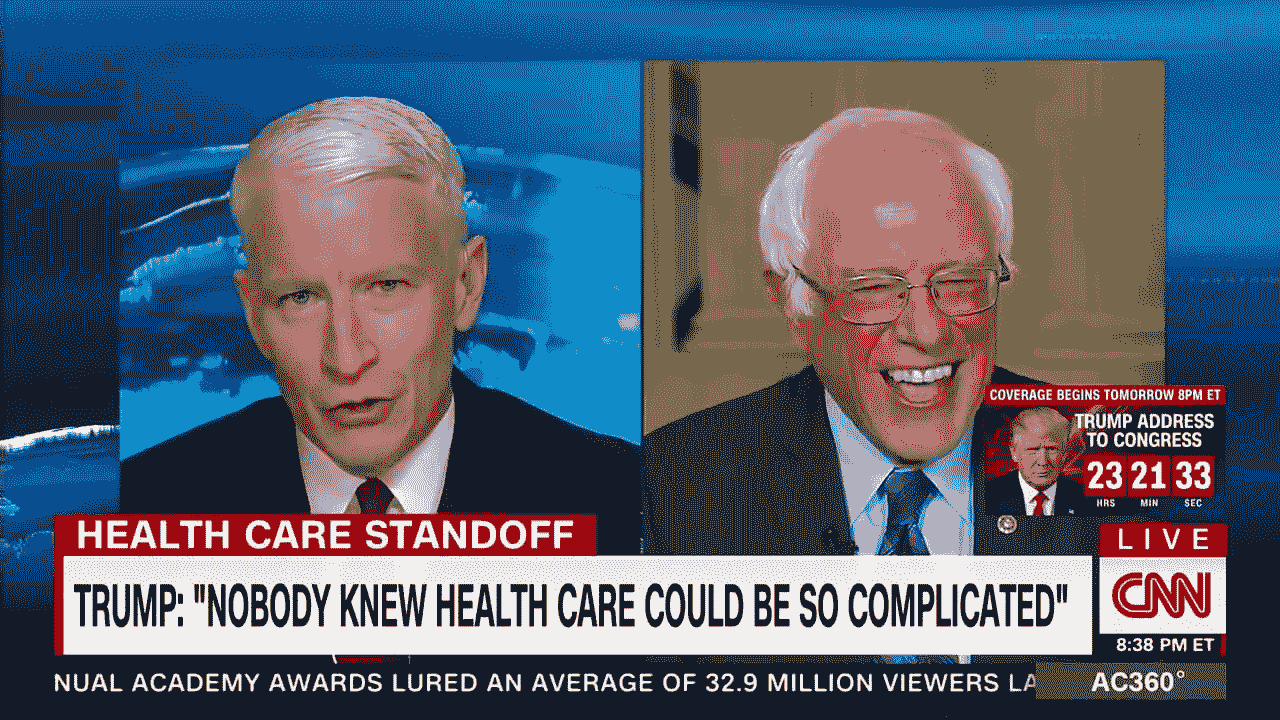 COVERAGE BEGINS TOMORROW 8PM ET
TRUMP ADDRESS
TO CONGRESS
23 21 33
HRS MIN SEC
HEALTH CARE STANDOFF
LIVE
TRUMP: "NOBODY KNEW HEALTH CARE COULD BE SO COMPLICATED"
CNN
8:38 PM ET
NUAL ACADEMY AWARDS LURED AN AVERAGE OF 32.9 MILLION VIEWERS LA
AC360°